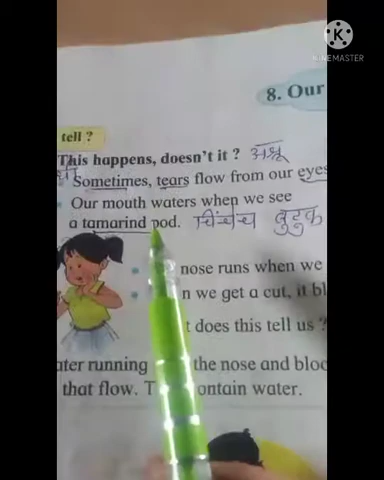 KINEMASTER
8. Our
tell ?
This happens, doesn't it ? अश्रू
Sometimes, tears flow from our eyes
Our mouth waters when we see
a tamarind pod. चिंचेचे बुटुक
nose runs when we
n we get a cut, it bl
t does this tell us ?
ater running the nose and bloo
that flow. T ontain water.